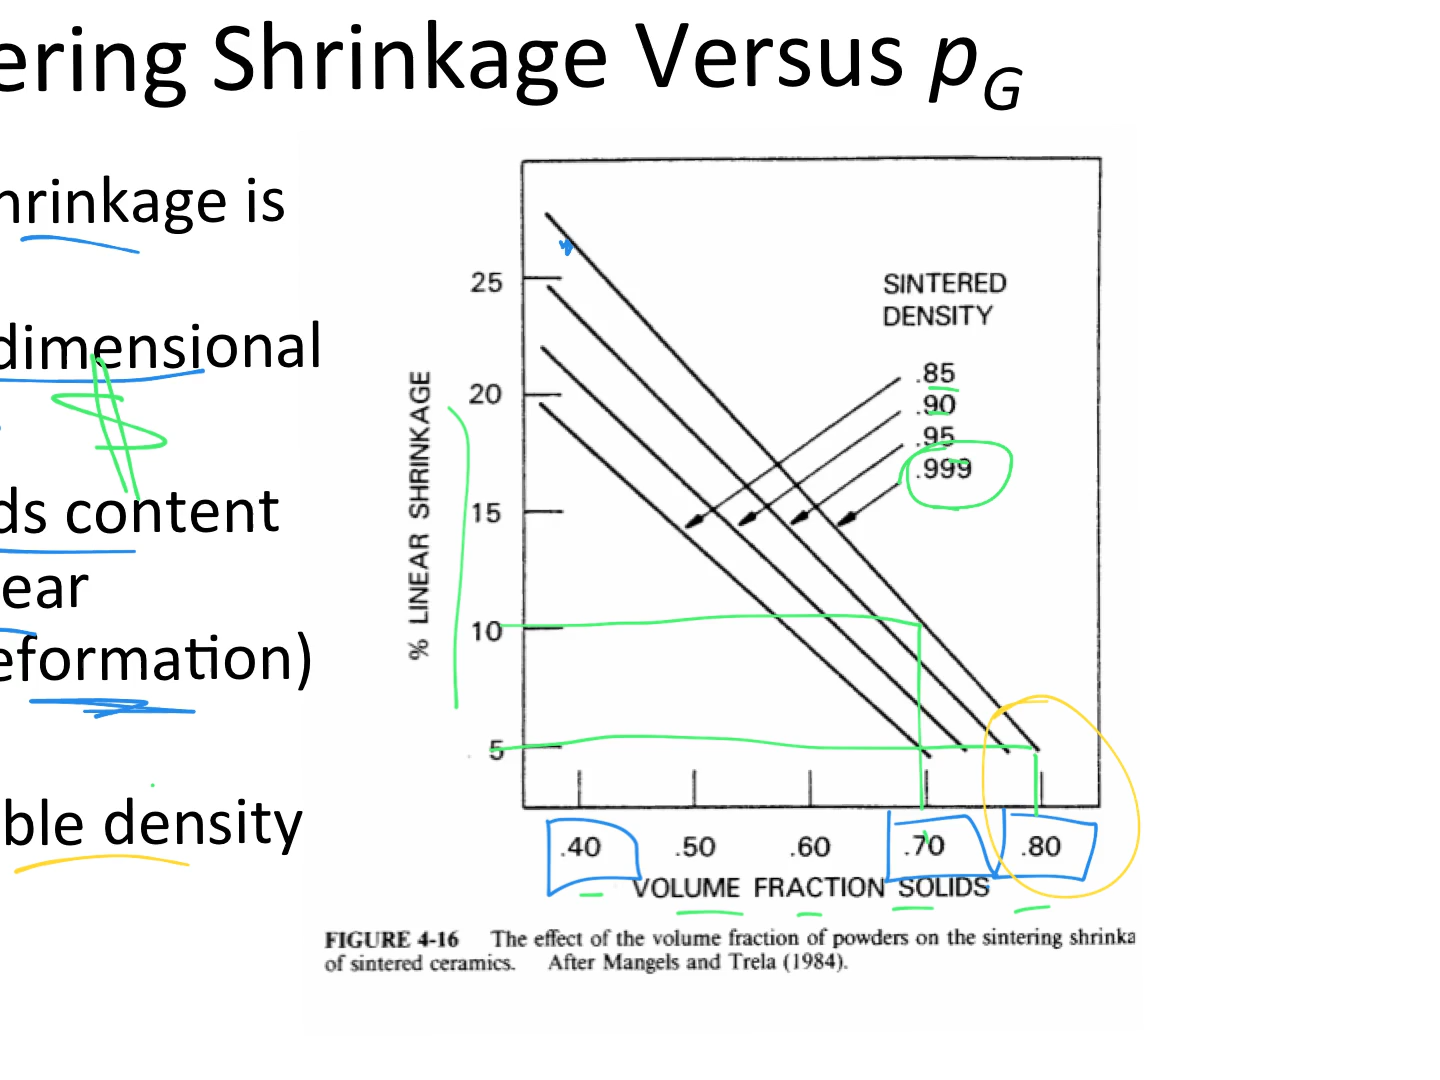 ering Shrinkage Versus pG
hrinkage is
dimensional
ds content
ear
eformation)
ble density
25
20
15
10
5
% LINEAR SHRINKAGE
SINTERED
DENSITY
.85
.90
.95
.999
.40 .50 .60 .70 .80
VOLUME FRACTION SOLIDS
FIGURE 4-16 The effect of the volume fraction of powders on the sintering shrinka
of sintered ceramics. After Mangels and Trela (1984).
$